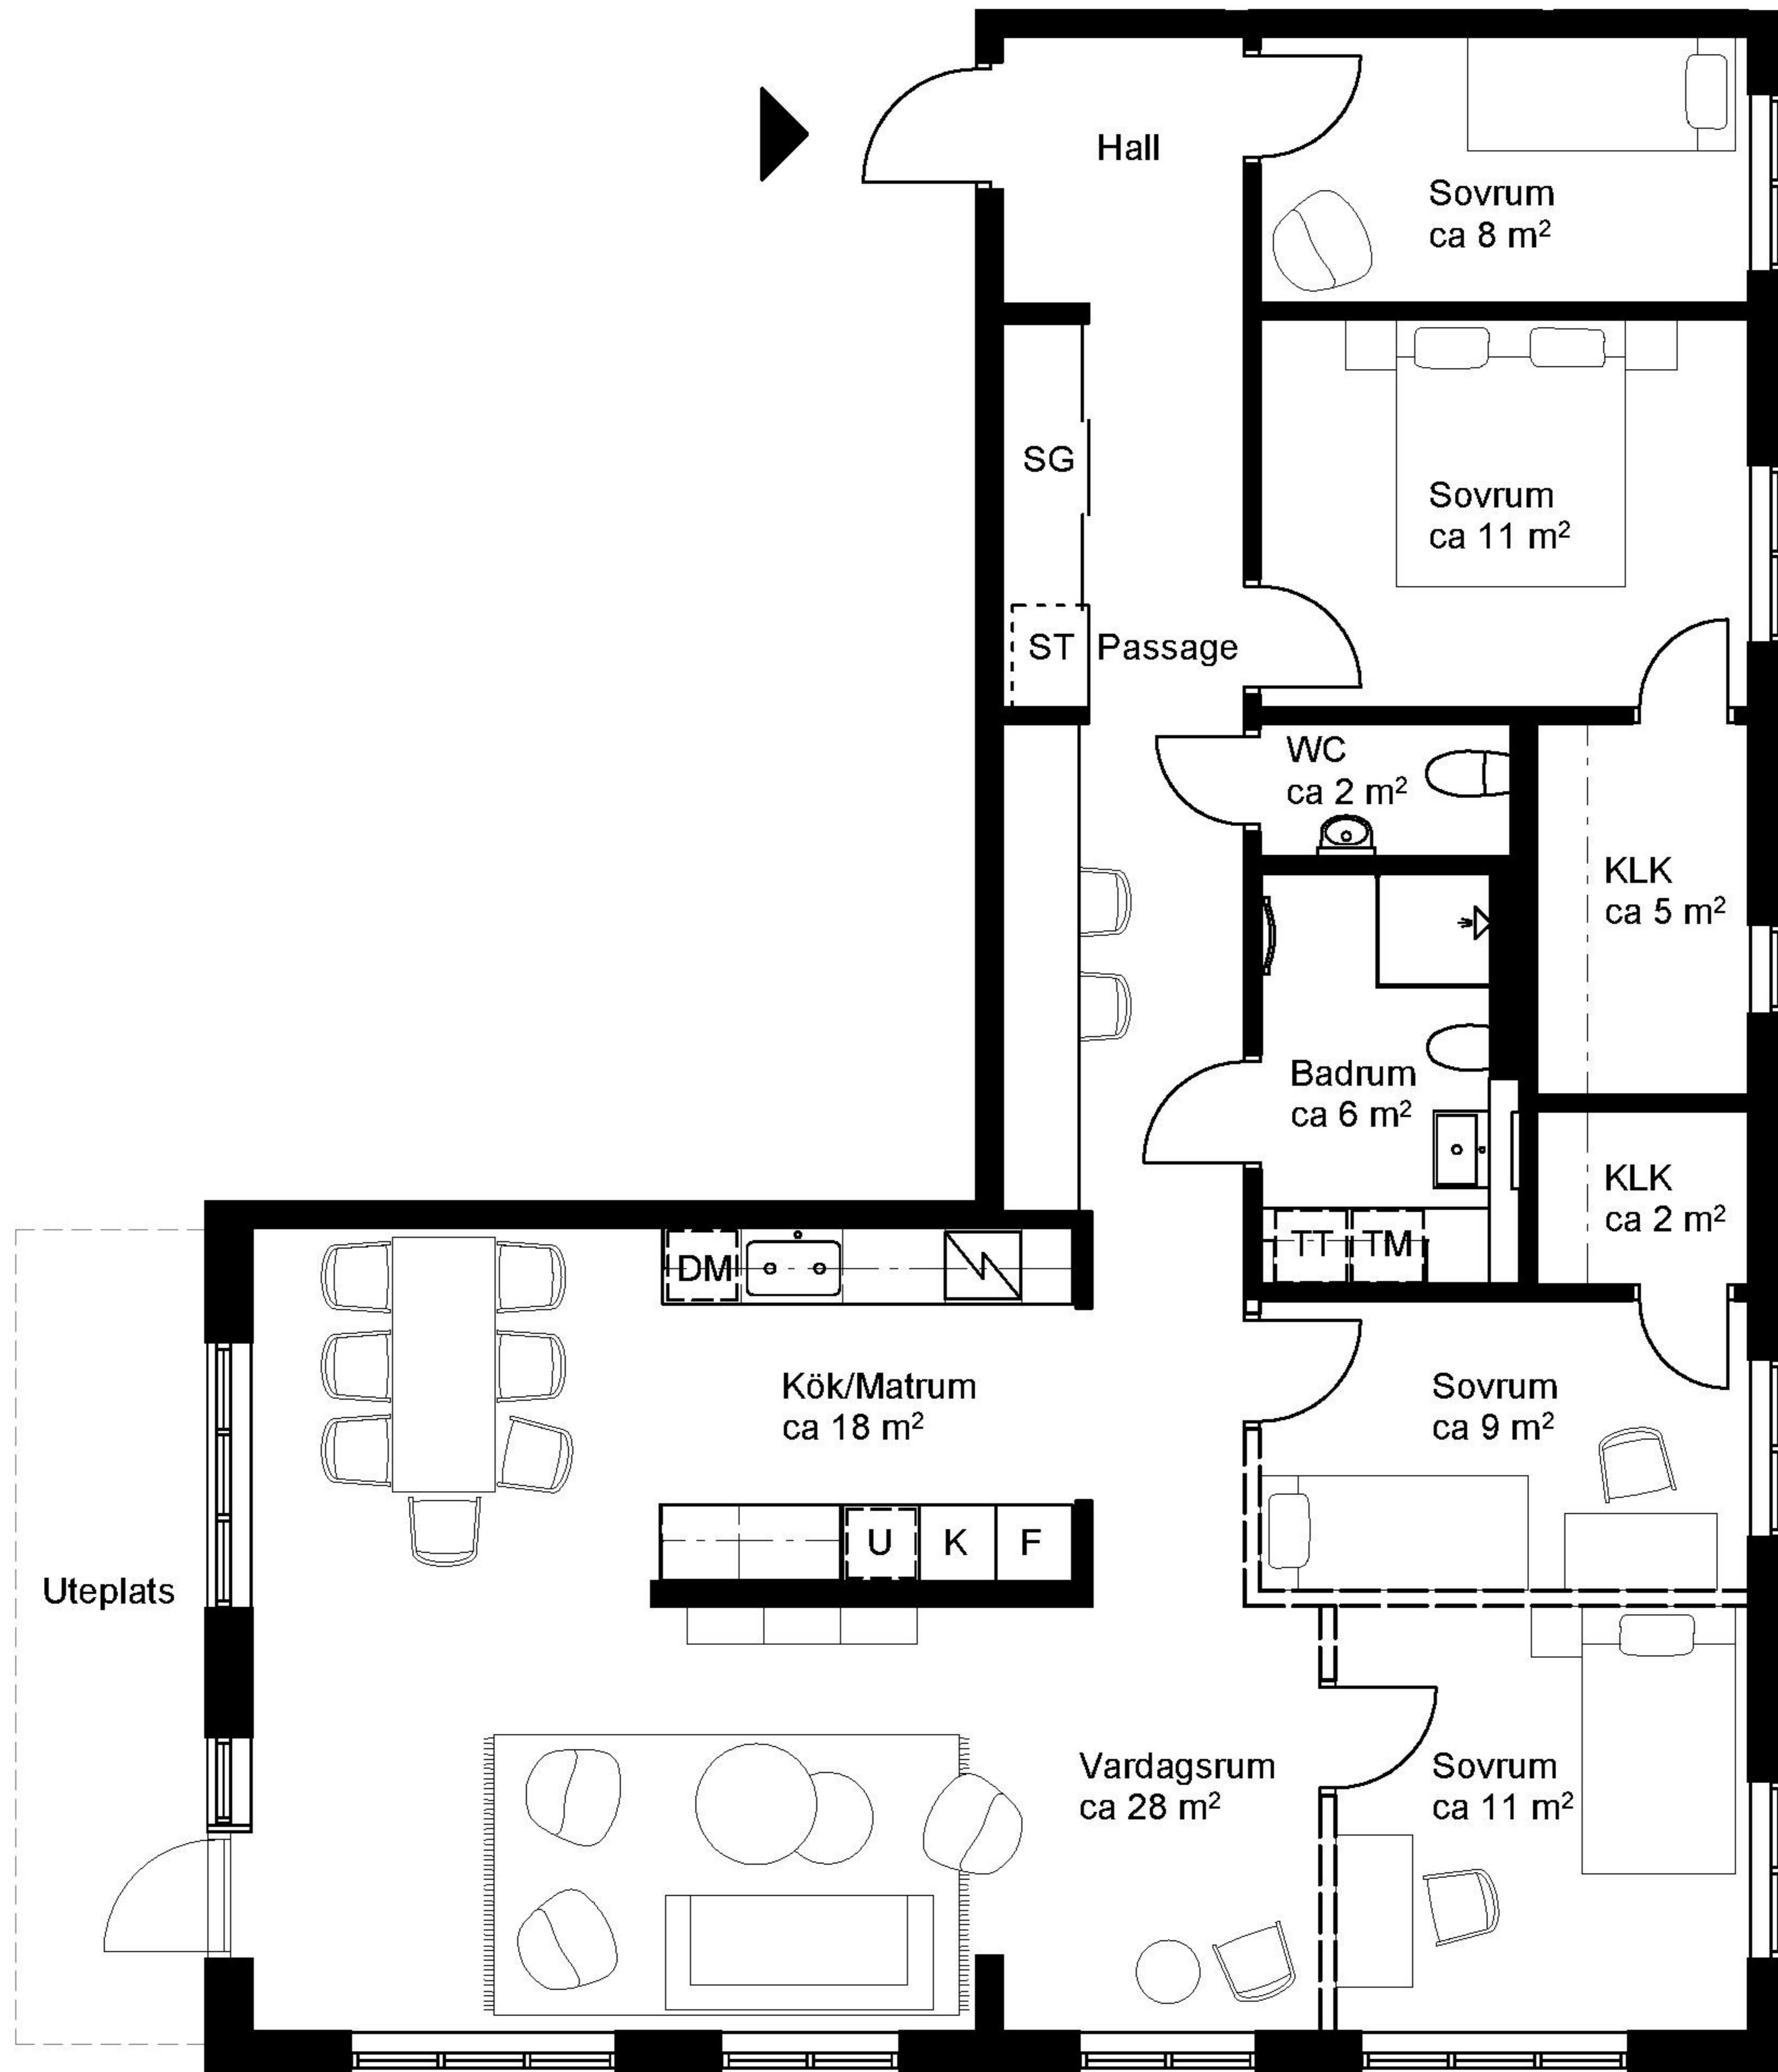 Hall
Sovrum
ca 8 m²
SG
Sovrum
ca 11 m²
ST
Passage
WC
ca 2 m²
KLK
ca 5 m²
Badrum
ca 6 m²
KLK
ca 2 m²
TT
TM
DM
Kök/Matrum
ca 18 m²
Sovrum
ca 9 m²
U
K
F
Uteplats
Vardagsrum
ca 28 m²
Sovrum
ca 11 m²